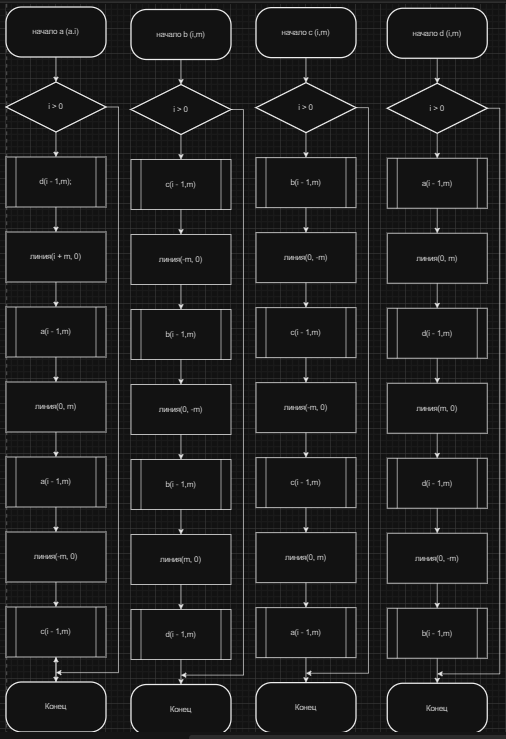 начало a (a.i)
i > 0
d(i - 1,m);
линия(i + m, 0)
a(i - 1,m)
линия(0, m)
a(i - 1,m)
линия(-m, 0)
c(i - 1,m)
Конец
начало b (i,m)
i > 0
c(i - 1,m)
линия(-m, 0)
b(i - 1,m)
линия(0, -m)
b(i - 1,m)
линия(m, 0)
d(i - 1,m)
Конец
начало c (i,m)
i > 0
b(i - 1,m)
линия(0, -m)
c(i - 1,m)
линия(-m, 0)
c(i - 1,m)
линия(0, m)
a(i - 1,m)
Конец
начало d (i,m)
i > 0
a(i - 1,m)
линия(0, m)
d(i - 1,m)
линия(m, 0)
d(i - 1,m)
линия(0, -m)
b(i - 1,m)
Конец